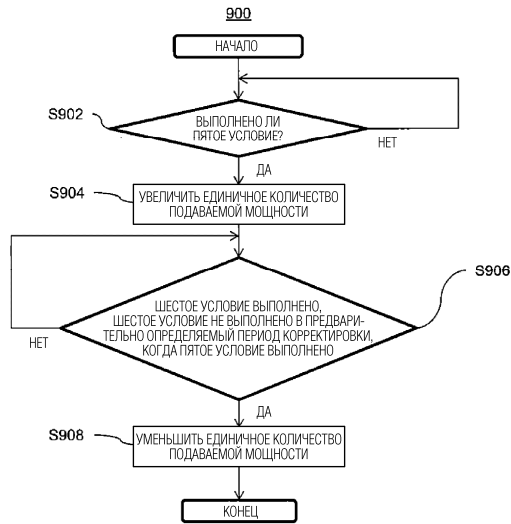 900
НАЧАЛО
S902
ВЫПОЛНЕНО ЛИ
ПЯТОЕ УСЛОВИЕ?
НЕТ
ДА
S904
УВЕЛИЧИТЬ ЕДИНИЧНОЕ КОЛИЧЕСТВО
ПОДАВАЕМОЙ МОЩНОСТИ
S906
ШЕСТОЕ УСЛОВИЕ ВЫПОЛНЕНО,
ШЕСТОЕ УСЛОВИЕ НЕ ВЫПОЛНЕНО В ПРЕДВАРИ-
ТЕЛЬНО ОПРЕДЕЛЯЕМЫЙ ПЕРИОД КОРРЕКТИРОВКИ,
КОГДА ПЯТОЕ УСЛОВИЕ ВЫПОЛНЕНО
НЕТ
ДА
S908
УМЕНЬШИТЬ ЕДИНИЧНОЕ КОЛИЧЕСТВО
ПОДАВАЕМОЙ МОЩНОСТИ
КОНЕЦ